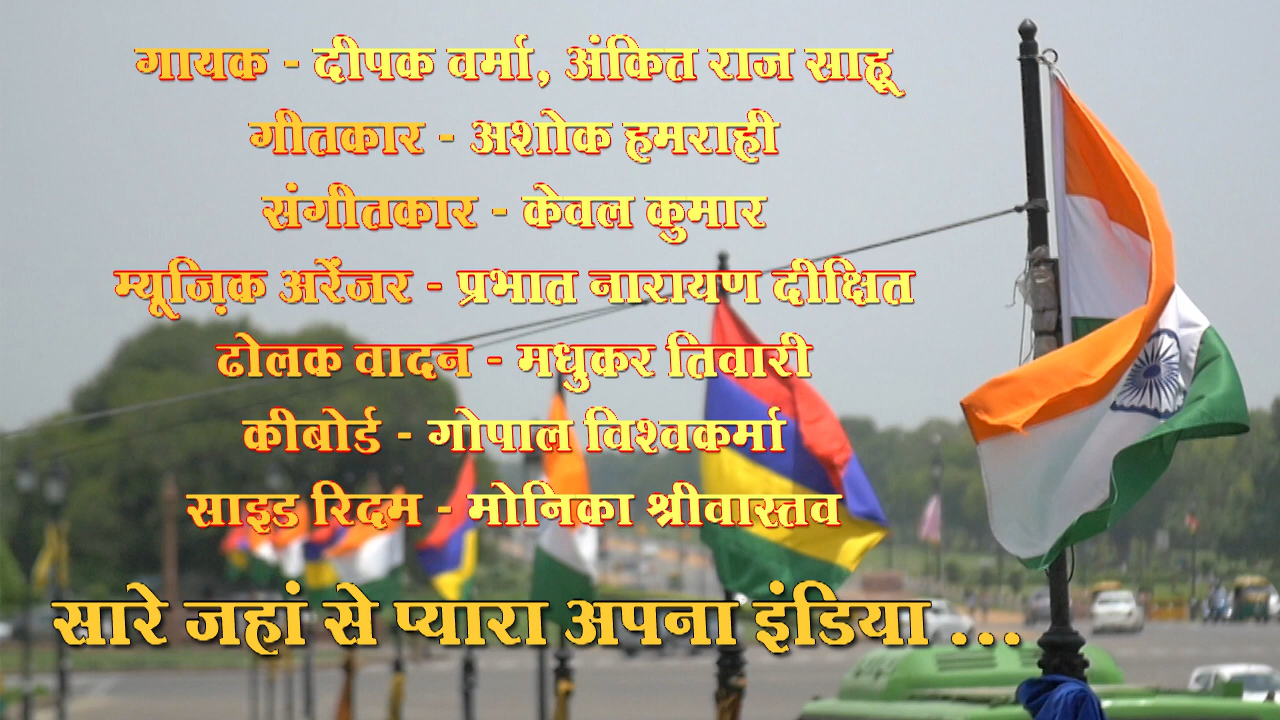 गायक - दीपक वर्मा, अंकित राज साहू
गीतकार - अशोक हमराही
संगीतकार - केवल कुमार
म्यूज़िक अरेंजर - प्रभात नारायण दीक्षित
ढोलक वादन - मधुकर तिवारी
कीबोर्ड - गोपाल विश्वकर्मा
साइड रिदम - मोनिका श्रीवास्तव
सारे जहां से प्यारा अपना इंडिया ...